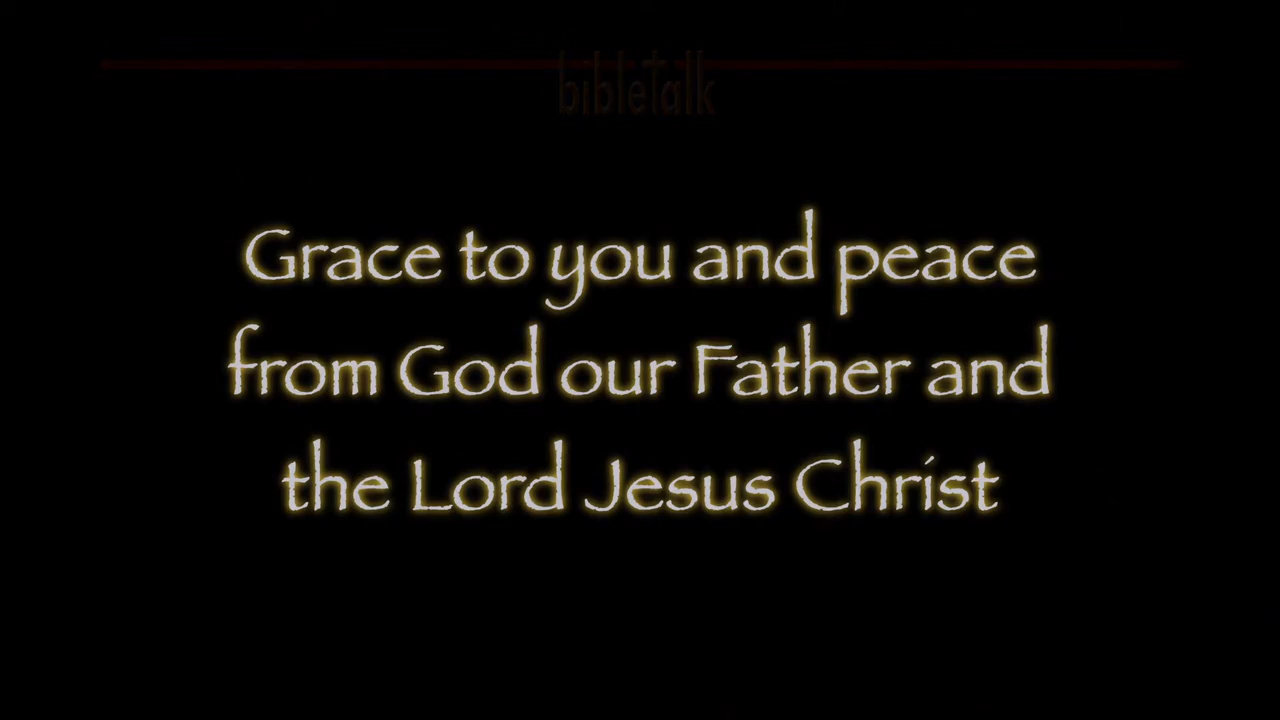 bibletalk
Grace to you and peace
from God our Father and
the Lord Jesus Christ